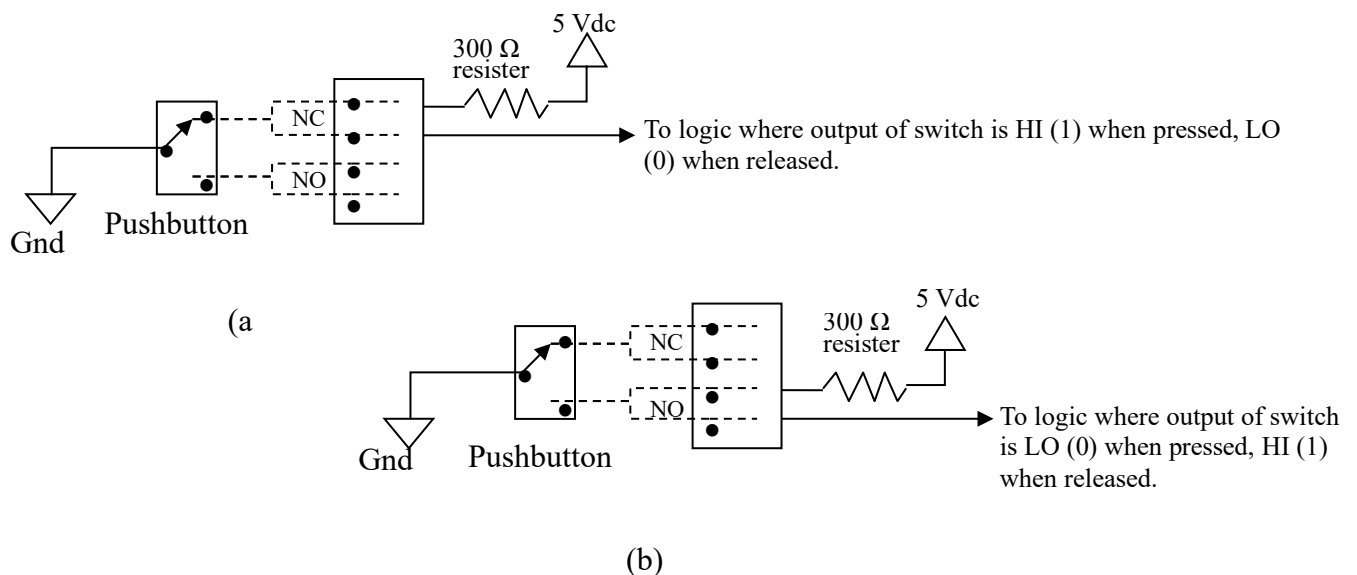 5 Vdc
300 Ω
resister
NC
NO
To logic where output of switch is HI (1) when pressed, LO
(0) when released.
Pushbutton
Gnd
(a
5 Vdc
300 Ω
resister
NC
NO
To logic where output of switch
is LO (0) when pressed, HI (1)
when released.
Gnd
Pushbutton
(b)